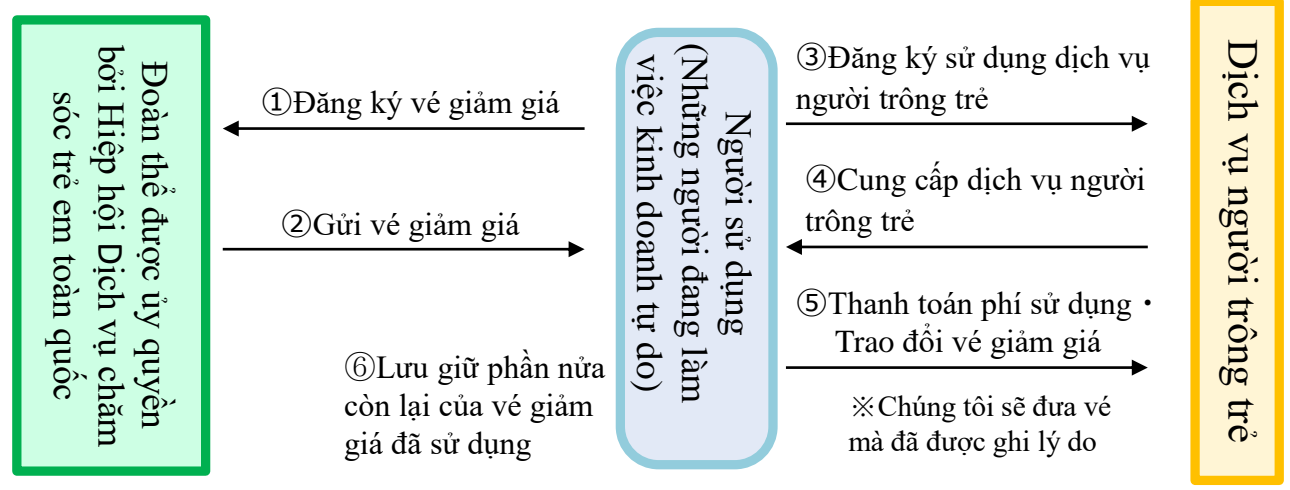 Đoàn thể được ủy quyền
bởi Hiệp hội Dịch vụ chăm
sóc trẻ em toàn quốc
①Đăng ký vé giảm giá
②Gửi vé giảm giá
⑥Lưu giữ phần nửa
còn lại của vé giảm
giá đã sử dụng
Người sử dụng
(Những người đang làm
việc kinh doanh tự do)
③Đăng ký sử dụng dịch vụ
người trông trẻ
④Cung cấp dịch vụ người
trông trẻ
⑤Thanh toán phí sử dụng・
Trao đổi vé giảm giá
※Chúng tôi sẽ đưa vé
mà đã được ghi lý do
Dịch vụ người trông trẻ